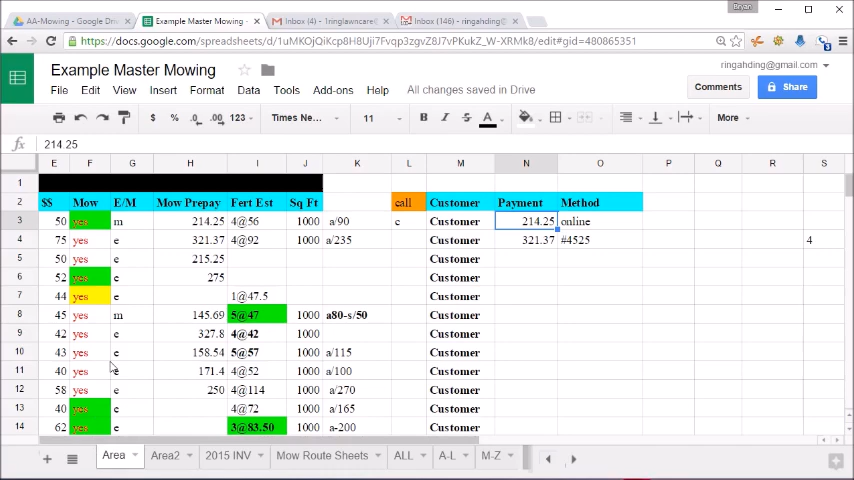 Bryan
AA-Mowing - Google Driv
Example Master Mowing - G
Inbox (4) - 1ringlawncare@
Inbox (146) - ringahding@g
https://docs.google.com/spreadsheets/d/1uMKOjQiKcp8H8Uji7Fvqp3zgvZ8J7vPKukZ_W-XRMk8/edit#gid=480865351
Example Master Mowing
ringahding@gmail.com
File Edit View Insert Format Data Tools Add-ons Help All changes saved in Drive
Comments Share
$ % .0 .00 123 Times Ne... 11 B I S A More
fx 214.25
E F G H I J K L M N O P Q R S
1
2 $$ Mow E/M Mow Prepay Fert Est Sq Ft call Customer Payment Method
3 50 yes m 214.25 4@56 1000 a/90 c Customer 214.25 online
4 75 yes e 321.37 4@92 1000 a/235 Customer 321.37 #4525 4
5 50 yes e 215.25 Customer
6 52 yes e 275 Customer
7 44 yes e 1@47.5 Customer
8 45 yes m 145.69 5@47 1000 a80-s/50 Customer
9 42 yes e 327.8 4@42 1000 Customer
10 43 yes e 158.54 5@57 1000 a/115 Customer
11 40 yes e 171.4 4@52 1000 a/100 Customer
12 58 yes e 250 4@114 1000 a/270 Customer
13 40 yes e 4@72 1000 a/165 Customer
14 62 yes e 3@83.50 1000 a-200 Customer
Area Area2 2015 INV Mow Route Sheets ALL A-L M-Z